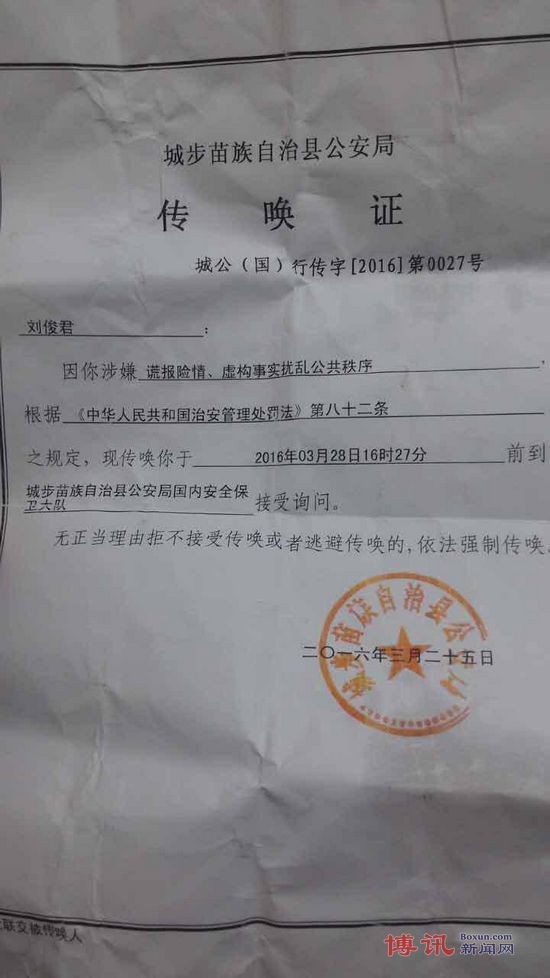 城步苗族自治县公安局
传 唤 证
城公（国）行传字[2016]第0027号
刘俊君：
因你涉嫌 谎报险情、虚构事实扰乱公共秩序，
根据 《中华人民共和国治安管理处罚法》第八十二条
之规定，现传唤你于 2016年03月28日16时27分 前到
城步苗族自治县公安局国内安全保
卫大队 接受询问。
无正当理由拒不接受传唤或者逃避传唤的，依法强制传唤。
苗族自治县公
二〇一六年三月二十五日
联交被传唤人
博讯 Boxun.com
新闻网